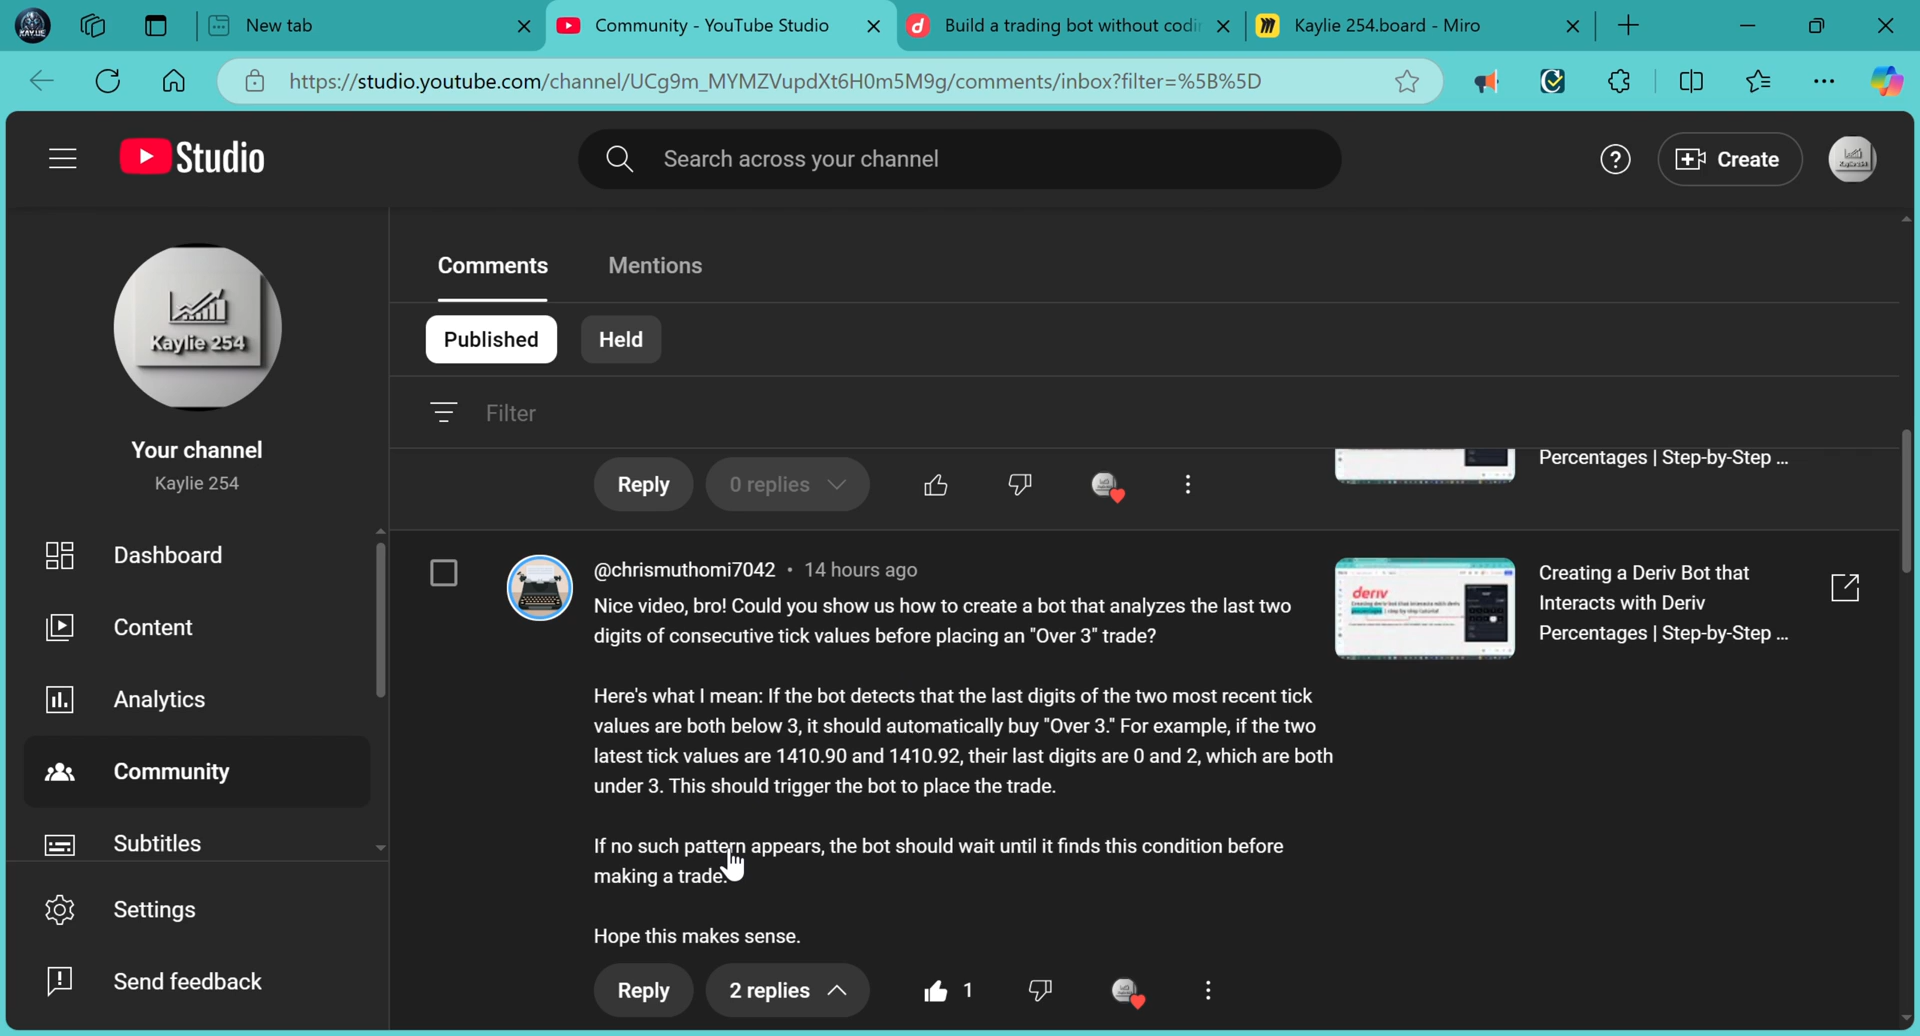 New tab
Community - YouTube Studio
Build a trading bot without codin
Kaylie 254.board - Miro
https://studio.youtube.com/channel/UCg9m_MYMZVupdXt6H0m5M9g/comments/inbox?filter=%5B%5D
Studio
Search across your channel
Create
Kaylie 254
Your channel
Kaylie 254
Dashboard
Content
Analytics
Community
Subtitles
Settings
Send feedback
Comments
Mentions
Published
Held
Filter
Percentages | Step-by-Step ...
Reply
0 replies
@chrismuthomi7042 • 14 hours ago
Nice video, bro! Could you show us how to create a bot that analyzes the last two
digits of consecutive tick values before placing an "Over 3" trade?
Here's what I mean: If the bot detects that the last digits of the two most recent tick
values are both below 3, it should automatically buy "Over 3." For example, if the two
latest tick values are 1410.90 and 1410.92, their last digits are 0 and 2, which are both
under 3. This should trigger the bot to place the trade.
If no such pattern appears, the bot should wait until it finds this condition before
making a trade.
Hope this makes sense.
Reply
2 replies
1
deriv
Creating a Deriv Bot that
Interacts with Deriv
Percentages | Step-by-Step ...